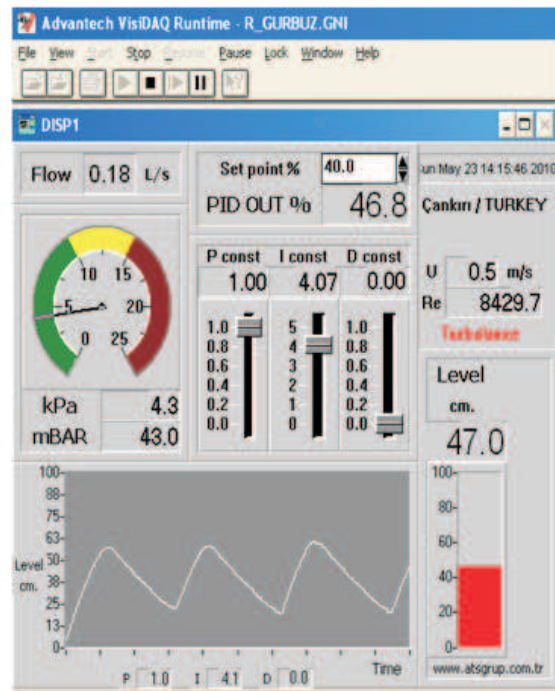 Advantech VisiDAQ Runtime - R_GURBUZ.GNI
File View Start Stop Pause Lock Window Help
DISP1
Flow 0.18 L/s
Set point % 40.0
PID OUT % 46.8
un May 23 14:15:46 2010
Çankırı / TURKEY
0 5 10 15 20 25
kPa 4.3
mBAR 43.0
P const I const D const
1.00 4.07 0.00
1.0 5 1.0
0.8 4 0.8
0.6 3 0.6
0.4 2 0.4
0.2 1 0.2
0.0 0 0.0
U 0.5 m/s
Re 8429.7
Turbulance
Level
cm.
47.0
100-
80-
60-
40-
20-
0-
www.atsgrup.com.tr
100-
88-
75-
63-
50-
38-
25-
13-
0-
Level
cm.
Time
P 1.0 I 4.1 D 0.0